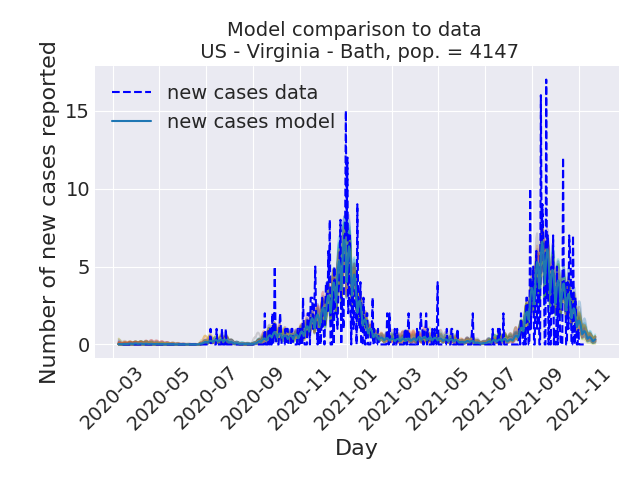 Model comparison to data
US - Virginia - Bath, pop. = 4147
Number of new cases reported
new cases data
new cases model
15
10
5
0
2020-03
2020-05
2020-07
2020-09
2020-11
2021-01
2021-03
2021-05
2021-07
2021-09
2021-11
Day